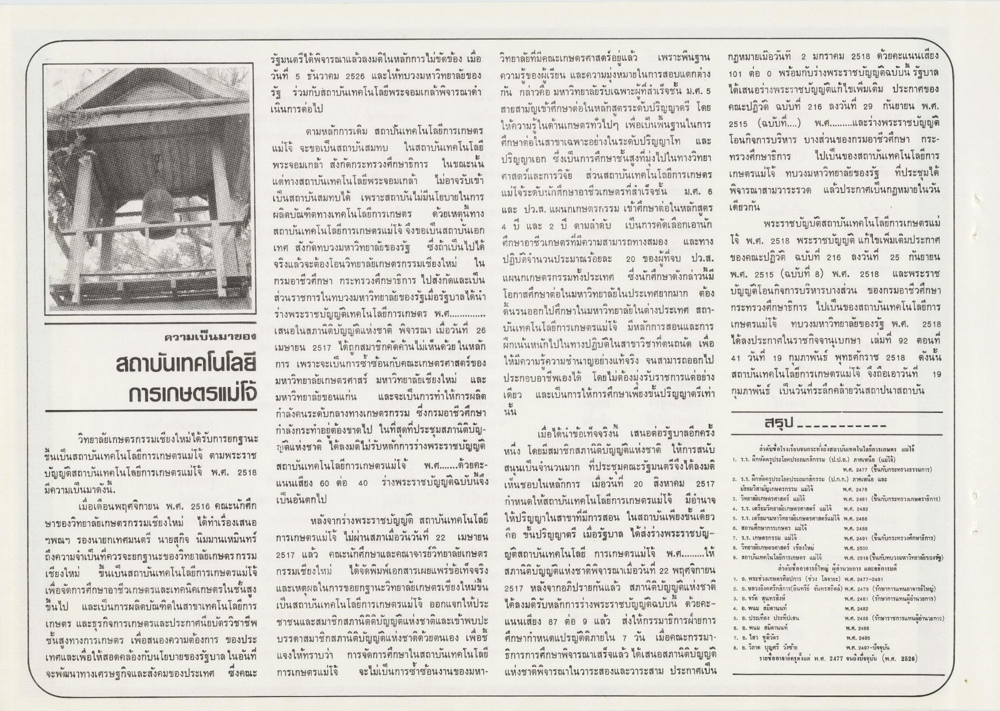 ความเป็นมาของ
สถาบันเทคโนโลยี
การเกษตรแม่โจ้
วิทยาลัยเกษตรกรรมเชียงใหม่ได้รับการยกฐานะ
ขึ้นเป็นสถาบันเทคโนโลยีการเกษตรแม่โจ้ ตามพระราช
บัญญัติสถาบันเทคโนโลยีการเกษตรแม่โจ้ พ.ศ. 2518
มีความเป็นมาดังนี้.
เมื่อเดือนพฤศจิกายน พ.ศ. 2516 คณะนักศึก
ษาของวิทยาลัยเกษตรกรรมเชียงใหม่ ได้ทำเรื่องเสนอ
ฯพณฯ รองนายกเทศมนตรี นายสุกิจ นิมมานเหมินทร์
ถึงความจำเป็นที่ควรจะยกฐานะของวิทยาลัยเกษตรกรรม
เชียงใหม่ ขึ้นเป็นสถาบันเทคโนโลยีการเกษตรแม่โจ้
เพื่อจัดการศึกษาอาชีวเกษตรและเทคนิคเกษตรในชั้นสูง
ขึ้นไป และเป็นการผลิตบัณฑิตในสาขาเทคโนโลยีการ
เกษตร และธุรกิจการเกษตรและประกาศนียบัตรวิชาชีพ
ชั้นสูงทางการเกษตร เพื่อสนองความต้องการ ของประ
เทศและเพื่อให้สอดคล้องกับนโยบายของรัฐบาล ในอันที่
จะพัฒนาทางเศรษฐกิจและสังคมของประเทศ ซึ่งคณะ
รัฐมนตรีได้พิจารณาแล้วลงมติในหลักการไม่ขัดข้อง เมื่อ
วันที่ 5 ธันวาคม 2526 และให้ทบวงมหาวิทยาลัยของ
รัฐ ร่วมกับสถาบันเทคโนโลยีพระจอมเกล้าพิจารณาดำ
เนินการต่อไป
ตามหลักการเดิม สถาบันเทคโนโลยีการเกษตร
แม่โจ้ จะขอเป็นสถาบันสมทบ ในสถาบันเทคโนโลยี
พระจอมเกล้า สังกัดกระทรวงศึกษาธิการ ในขณะนั้น
แต่ทางสถาบันเทคโนโลยีพระจอมเกล้า ไม่อาจรับเข้า
เป็นสถาบันสมทบได้ เพราะสถาบันไม่มีนโยบายในการ
ผลิตบัณฑิตทางเทคโนโลยีการเกษตร ด้วยเหตุนี้ทาง
สถาบันเทคโนโลยีการเกษตรแม่โจ้ จึงขอเป็นสถาบันเอก
เทศ สังกัดทบวงมหาวิทยาลัยของรัฐ ซึ่งถ้าเป็นไปได้
จริงแล้วจะต้องโอนวิทยาลัยเกษตรกรรมเชียงใหม่ ใน
กรมอาชีวศึกษา กระทรวงศึกษาธิการ ไปสังกัดและเป็น
ส่วนราชการในทบวงมหาวิทยาลัยของรัฐเมื่อรัฐบาลได้นำ
ร่างพระราชบัญญัติเทคโนโลยีการเกษตร พ.ศ..............
เสนอในสภานิติบัญญัติแห่งชาติ พิจารณา เมื่อวันที่ 26
เมษายน 2517 ได้ถูกสมาชิกคัดค้านไม่เห็นด้วย ในหลัก
การ เพราะจะเป็นการซ้ำซ้อนกับคณะเกษตรศาสตร์ของ
มหาวิทยาลัยเกษตรศาสร์ มหาวิทยาลัยเชียงใหม่ และ
มหาวิทยาลัยขอนแก่น และจะเป็นการทำให้การผลิต
กำลังคนระดับกลางทางเกษตรกรรม ซึ่งกรมอาชีวศึกษา
กำลังกระทำอยู่ต้องขาดไป ในที่สุดที่ประชุมสภานิติบัญ-
ญัติแห่งชาติ ได้ลงมติไม่รับหลักการร่างพระราชบัญญัติ
สถาบันเทคโนโลยีการเกษตรแม่โจ้ พ.ศ.......ด้วยคะ-
แนนเสียง 60 ต่อ 40 ร่างพระราชบัญญัติฉบับนี้จึง
เป็นอันตกไป
หลังจากร่างพระราชบัญญัติ สถาบันเทคโนโลยี
การเกษตรแม่โจ้ ไม่ผ่านสภาเมื่อวันวันที่ 22 เมษายน
2517 แล้ว คณะนักศึกษาและคณาจารย์วิทยาลัยเกษตร
กรรมเชียงใหม่ ได้จัดพิมพ์เอกสารเผยแพร่ข้อเท็จจริง
และเหตุผลในการขอยกฐานะวิทยาลัยเกษตรเชียงใหม่ขึ้น
เป็นสถาบันเทคโนโลยีการเกษตรแม่โจ้ ออกแจกให้ประ
ชาชนและสมาชิกสภานิติติบัญญัติแห่งชาติและเข้าพบปะ
บรรดาสมาชิกสภานิติบัญญัติแห่งชาติด้วยตนเอง เพื่อชี้
แจงให้ทราบว่า การจัดการศึกษาในสถาบันเทคโนโลยี
การเกษตรแม่โจ้ จะไม่เป็นการซ้ำซ้อนงานของมหา-
วิทยาลัยที่มีคณะเกษตรศาสตร์อยู่แล้ว เพราะพื้นฐาน
ความรู้ของผู้เรียน และความมุ่งหมายในการสอบแตกต่าง
กัน กล่าวคือ มหาวิทยาลัยรับเฉพาะผู้ที่สำเร็จชั้น ม.ศ. 5
สายสามัญเข้าศึกษาต่อในหลักสูตรระดับปริญญาตรี โดย
ให้ความรู้ในด้านเกษตรทั่วไปๆ เพื่อเป็นพื้นฐานในการ
ศึกษาต่อในสาขาเฉพาะอย่างในระดับปริญญาโท และ
ปริญญาเอก ซึ่งเป็นการศึกษาชั้นสูงที่มุ่งไปในทางวิทยา
ศาสตร์และการวิจัย ส่วนสถาบันเทคโนโลยีการเกษตร
แม่โจ้ระดับนักศึกษาอาชีวเกษตรที่สำเร็จชั้น ม.ศ. 6
และ ปว.ส. แผนกเกษตรกรรม เข้าศึกษาต่อในหลักสูตร
4 ปี และ 2 ปี ตามลำดับ เป็นการคัดเลือกเอานัก
ศึกษาอาชีวเกษตรที่มีความสามารถทางสมอง และทาง
ปฏิบัติจำนวนประมาณร้อยละ 20 ของผู้ที่จบ ปว.ส.
แผนกเกษตรกรรมทั้งประเทศ ซึ่งนักศึกษาดังกล่าวนี้มี
โอกาสศึกษาต่อในมหาวิทยาลัยในประเทศยากมาก ต้อง
ดิ้นรนออกไปศึกษาในมหาวิทยาลัยในต่างประเทศ สถา-
บันเทคโนโลยีการเกษตรแม่โจ้ มีหลักการสอนและการ
ฝึกเน้นหนักไปในทางปฏิบัติในสาขาวิชาที่ตนถนัด เพื่อ
ให้มีความรู้ความชำนาญอย่างแท้จริง จนสามารถออกไป
ประกอบอาชีพเองได้ โดยไม่ต้องมุ่งรับราชการแต่อย่าง
เดียว และเป็นการให้การศึกษาเพียงขั้นปริญญาตรีเท่า
นั้น
เมื่อได้นำข้อเท็จจริงนี้ เสนอต่อรัฐบาลอีกครั้ง
หนึ่ง โดยมีสมาชิกสภานิติบัญญัติแห่งชาติ ให้การสนับ
สนุนเป็นจำนวนมาก ที่ประชุมคณะรัฐมนตรีจึงได้ลงมติ
เห็นชอบในหลักการ เมื่อวันที่ 20 สิงหาคม 2517
กำหนดให้สถาบันเทคโนโลยีการเกษตรแม่โจ้ มีอำนาจ
ให้ปริญญาในสาขาที่มีการสอน ในสถาบันเพียงขั้นเดียว
คือ ขั้นปริญญาตรี เมื่อรัฐบาล ได้ส่งร่างพระราชบัญ-
ญัติสถาบันเทคโนโลยี การเกษตรแม่โจ้ พ.ศ.........ให้
สภานิติบัญญัติแห่งชาติพิจารณาเมื่อวันที่ 22 พฤศจิกายน
2517 หลังจากอภิปรายกันแล้ว สภานิติบัญญัติแห่งชาติ
ได้ลงมติรับหลักการร่างพระราชบัญญัติฉบับนี้ ด้วยคะ-
แนนเสียง 87 ต่อ 9 แล้ว ส่งให้กรรมาธิการฝ่ายการ
ศึกษากำหนดแปรญัติติภายใน 7 วัน เมื่อคณะกรรมา-
ธิการการศึกษาพิจารณาเสร็จแล้ว ได้เสนอสภานิติบัญญัติ
แห่งชาติพิจารณาในวาระสองและวาระสาม ประกาศเป็น
กฎหมายเมื่อวันที่ 2 มกราคม 2518 ด้วยคะแนนเสียง
101 ต่อ 0 พร้อมกับร่างพระราชบัญญัติฉบับนี้ รัฐบาล
ได้เสนอร่างพระราชบัญญัติแก้ไขเพิ่มเติม ประกาศของ
คณะปฏิวัติ ฉบับที่ 216 ลงวันที่ 29 กันยายน พ.ศ.
2515 (ฉบับที่....) พ.ศ.........และร่างพระราชบัญญัติ
โอนกิจการบริหาร บางส่วนของกรมอาชีวศึกษา กระ-
ทรวงศึกษาธิการ ไปเป็นของสถาบันเทคโนโลยีการ
เกษตรแม่โจ้ ทบวงมหาวิทยาลัยของรัฐ ที่ประชุมได้
พิจารณาสามวาระรวด แล้วประกาศเป็นกฎหมายในวัน
เดียวกัน
พระราชบัญบัติสถาบันเทคโนโลยีการเกษตรแม่
โจ้ พ.ศ. 2518 พระราชบัญญัติ แก้ไขเพิ่มเติมประกาศ
ของคณะปฏิวัติ ฉบับที่ 216 ลงวันที่ 25 กันยายน
พ.ศ. 2515 (ฉบับที่ 8) พ.ศ. 2518 และพระราช
บัญญัติโอนกิจการบริหารบางส่วน ของกรมอาชีวศึกษา
กระทรวงศึกษาธิการ ไปเป็นของสถาบันเทคโนโลยีการ
เกษตรแม่โจ้ ทบวงมหาวิทยาลัยของรัฐ พ.ศ. 2518
ได้ลงประกาศในราชกิจจานุเบกษา เล่มที่ 92 ตอนที่
41 วันที่ 19 กุมภาพันธ์ พุทธศักราช 2518 ดังนั้น
สถาบันเทคโนโลยีการเกษตรแม่โจ้ จึงถือเอาวันที่ 19
กุมภาพันธ์ เป็นวันที่ระลึกคล้ายวันสถาปนาสถาบัน
สรุป ___________
ลำดับชื่อโรงเรียนจนกระทั่งถึงสถาบันเทคโนโลยีการเกษตร แม่โจ้
1. ร.ร. ฝึกหัดครูประโยคประถมกสิกรรม (ป.ป.ถ.) ภาคเหนือ (แม่โจ้)
พ.ศ. 2477 (ขึ้นกับกระทรวงธรรมการ)
2. ร.ร. ฝึกหัดครูประโยคประถมกสิกรรม (ป.ก.ก.) ภาคเหนือ และ
มัธยมวิสามัญเกษตรกรรม แม่โจ้ พ.ศ. 2478
3. วิทยาลัยเกษตรศาสตร์ แม่โจ้ พ.ศ. 2481 (ขึ้นกับกระทรวงเกษตราธิการ)
4. ร.ร. เตรียมวิทยาลัยเกษตรศาสตร์ แม่โจ้ พ.ศ. 2482
5. ร.ร. เตรียมฯมหาวิทยาลัยเกษตรศาสตร์แม่โจ้ พ.ศ. 2486
6. สถานศึกษาการเกษตร แม่โจ้ พ.ศ. 2488
7. ร.ร. เกษตรกรรม แม่โจ้ พ.ศ. 2491 (ขึ้นกับกระทรวงศึกษาธิการ)
8. วิทยาลัยเกษตรศาสตร์ เชียงใหม่ พ.ศ. 2500
9. สถาบันเทคโนโลยีการเกษตร แม่โจ้ พ.ศ. 2518 (ขึ้นกับทบวงมหาวิทยาลัยของรัฐ)
ลำดับชื่ออาจารย์ใหญ่ ผู้อำนวยการ และอธิการบดี
1. อ. พระช่วงเกษตรศิลปการ (ช่วง โลจายะ) พ.ศ. 2477-2481
2. อ. หลวงอิงคศรีกสิการ(อินทรีย์ จันทรสถิตล์) พ.ศ. 2479 (รักษาการแทนอาจารย์ใหญ่)
3. อ. จรัด สุนทรสิงห์ พ.ศ. 2481 (รักษาการแทนผู้อำนวยการ)
4. อ. พนม สมิตานนท์ พ.ศ. 2482
5. อ. ประเทือง ประทีปเสน พ.ศ. 2485 (รักษาราชการแทนผู้อำนวยการ)
6. อ. พนม สมิตานนท์ พ.ศ. 2486
7. อ. ไสว ชูติวัตร พ.ศ. 2495
8. อ. วิภาต บุญศรี วังซ้าย พ.ศ. 2497-ปัจจุบัน
รายชื่ออาจารย์ครูตั้งแต่ พ.ศ. 2477 จนถึงปัจจุบัน (พ.ศ. 2526)